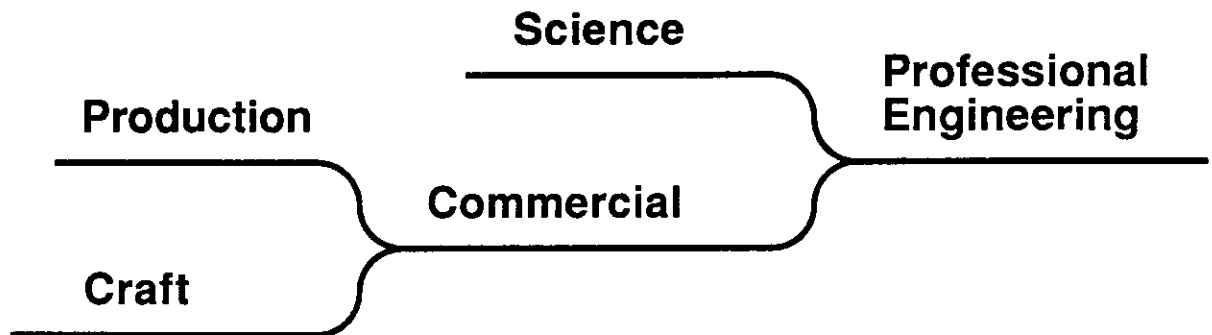 Science
Professional
Engineering
Production
Commercial
Craft